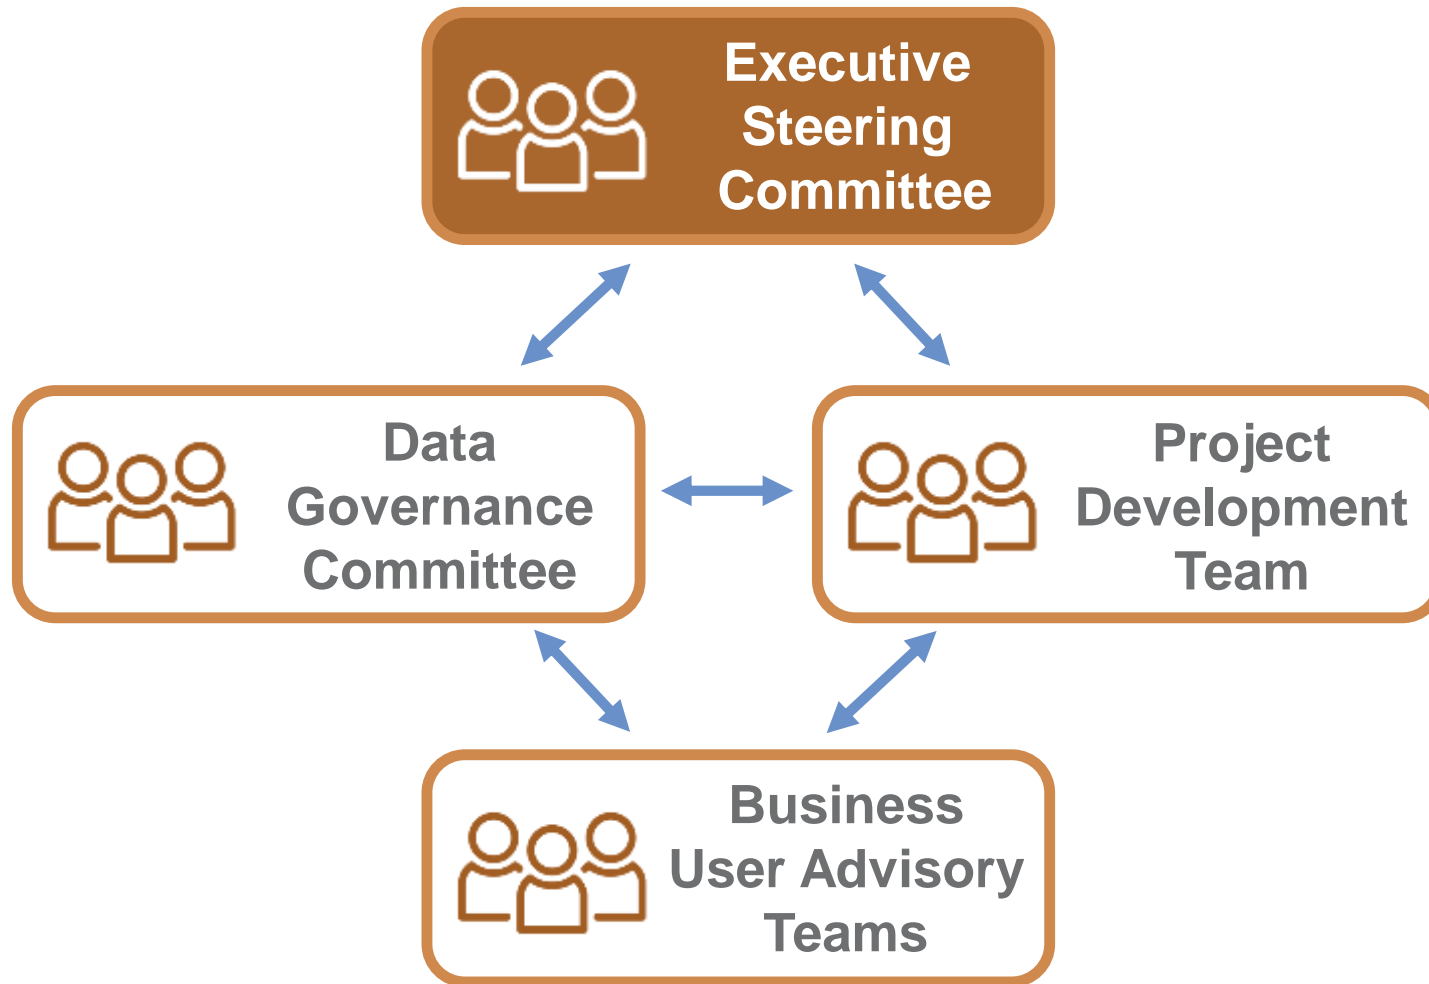 Executive
Steering
Committee
Data
Governance
Committee
Project
Development
Team
Business
User Advisory
Teams